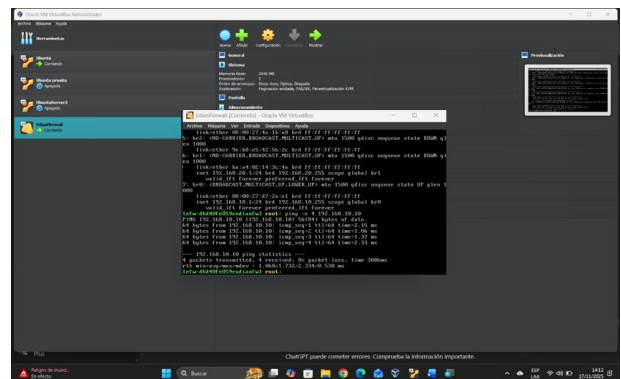 Oracle VM VirtualBox Administrador
Archivo Máquina Ayuda
Herramientas
Nueva Añadir Configuración Descartar Mostrar
Ubuntu
Corriendo
Ubuntu prueba
Apagada
UbuntuServer2
Apagada
EdianFirewall
Corriendo
General
Sistema
Memoria base: 2048 MB
Procesadores: 2
Orden de arranque: Disco duro, Óptica, Disquete
Aceleración: Paginación anidada, PAE/NX, Paravirtualización KVM
Pantalla
Almacenamiento
Previsualización
EdianFirewall [Corriendo] - Oracle VM VirtualBox
Archivo Máquina Ver Entrada Dispositivos Ayuda
link/ether 08:00:27:4a:1b:a8 brd ff:ff:ff:ff:ff:ff
5: br2: <NO-CARRIER,BROADCAST,MULTICAST,UP> mtu 1500 qdisc noqueue state DOWN ql
en 1000
link/ether 9e:b8:e5:42:56:2c brd ff:ff:ff:ff:ff:ff
6: br1: <NO-CARRIER,BROADCAST,MULTICAST,UP> mtu 1500 qdisc noqueue state DOWN ql
en 1000
link/ether ba:a4:02:14:3c:4a brd ff:ff:ff:ff:ff:ff
inet 192.168.20.1/24 brd 192.168.20.255 scope global br1
valid_lft forever preferred_lft forever
7: br0: <BROADCAST,MULTICAST,UP,LOWER_UP> mtu 1500 qdisc noqueue state UP qlen 1
000
link/ether 08:00:27:d7:2a:e1 brd ff:ff:ff:ff:ff:ff
inet 192.168.10.1/24 brd 192.168.10.255 scope global br0
valid_lft forever preferred_lft forever
root: ping -c 4 192.168.10.10
PING 192.168.10.10 (192.168.10.10) 56(84) bytes of data.
64 bytes from 192.168.10.10: icmp_seq=1 ttl=64 time=2.15 ms
64 bytes from 192.168.10.10: icmp_seq=2 ttl=64 time=1.06 ms
64 bytes from 192.168.10.10: icmp_seq=3 ttl=64 time=1.37 ms
64 bytes from 192.168.10.10: icmp_seq=4 ttl=64 time=2.33 ms
--- 192.168.10.10 ping statistics ---
4 packets transmitted, 4 received, 0% packet loss, time 3006ms
rtt min/avg/max/mdev = 1.060/1.732/2.334/0.530 ms
root:
Plus
ChatGPT puede cometer errores. Comprueba la información importante.
Peligro de inund...
En efecto
Buscar
ESP
LAA
14:12
17/11/2025